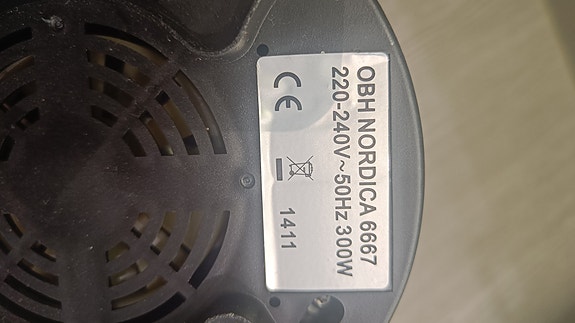 OBH NORDICA 6667
220-240V~50Hz 300W
CE 1411